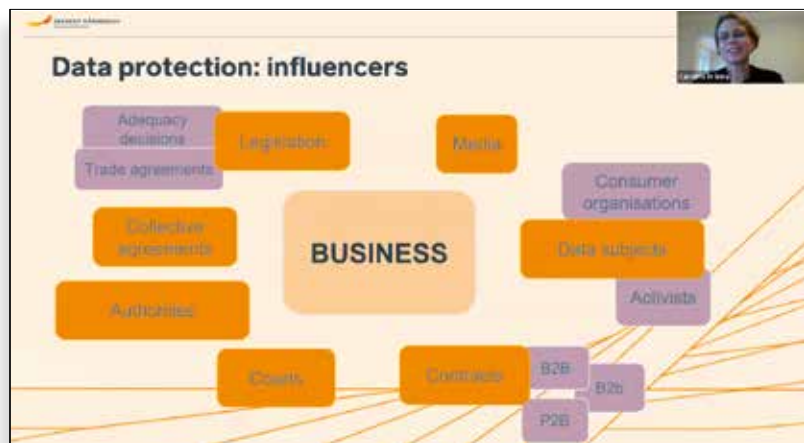 Data protection: influencers
Adequacy
decisions
Legislation
Media
Trade agreements
Consumer
organisations
Collective
agreements
BUSINESS
Data subjects
Activists
Authorities
Courts
Contracts
B2B
B2b
P2B